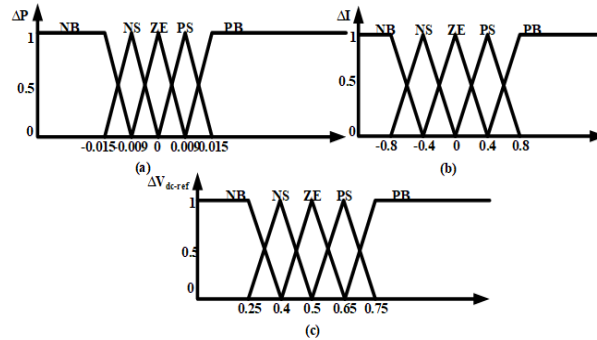 ΔP
NB NS ZE PS PB
1
0.5
0
-0.015 -0.009 0 0.009 0.015
(a)
ΔI
NB NS ZE PS PB
1
0.5
0
-0.8 -0.4 0 0.4 0.8
(b)
ΔVdc-ref
NB NS ZE PS PB
1
0.5
0
0.25 0.4 0.5 0.65 0.75
(c)